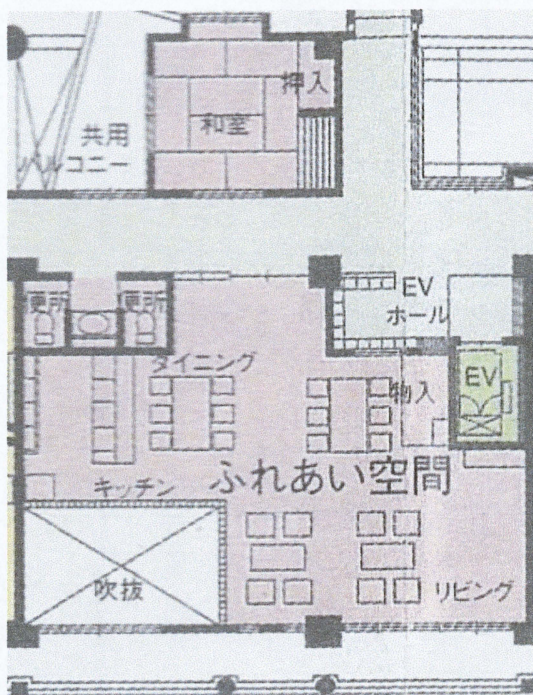 押入
和室
共用
バルコニー
EV
ホール
便所
便所
ダイニング
物入
EV
ふれあい空間
キッチン
吹抜
リビング